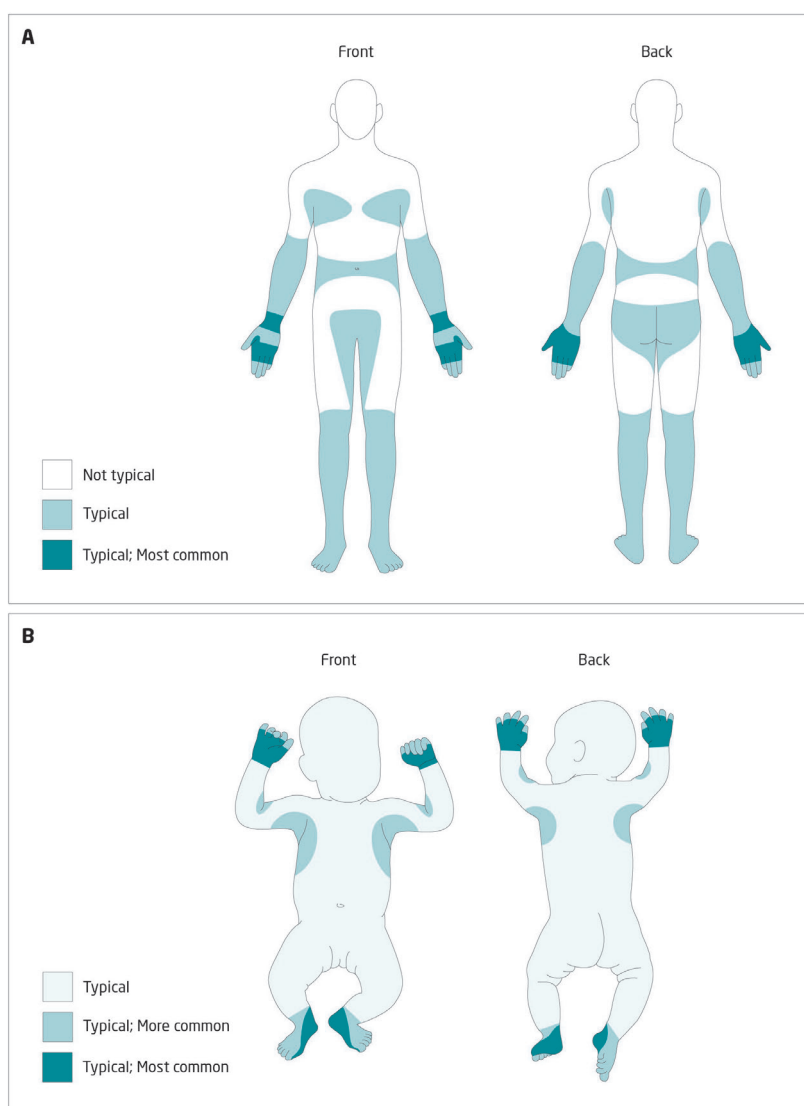 A
Front
Back
Not typical
Typical
Typical; Most common
B
Front
Back
Typical
Typical; More common
Typical; Most common